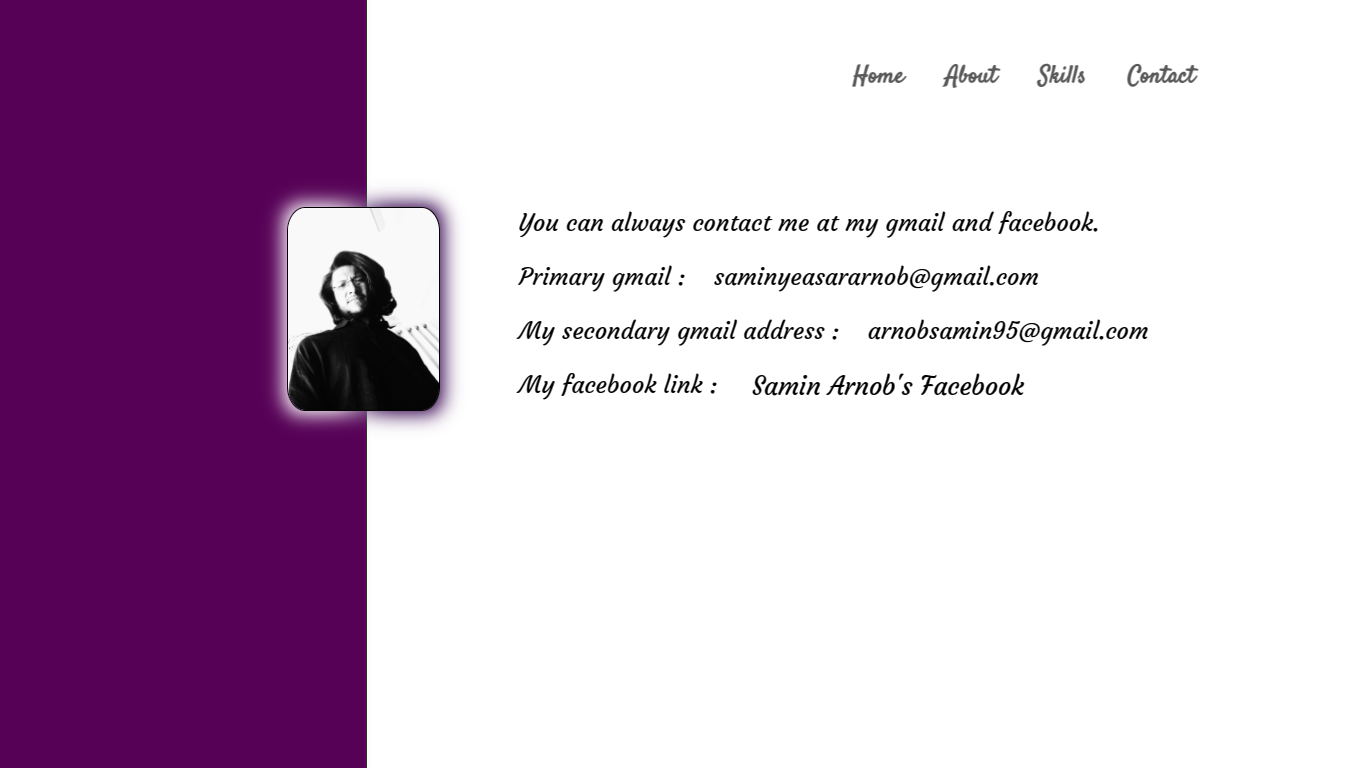 Home About Skills Contact
You can always contact me at my gmail and facebook.
Primary gmail : saminyeasararnob@gmail.com
My secondary gmail address : arnobsamin95@gmail.com
My facebook link : Samin Arnob's Facebook